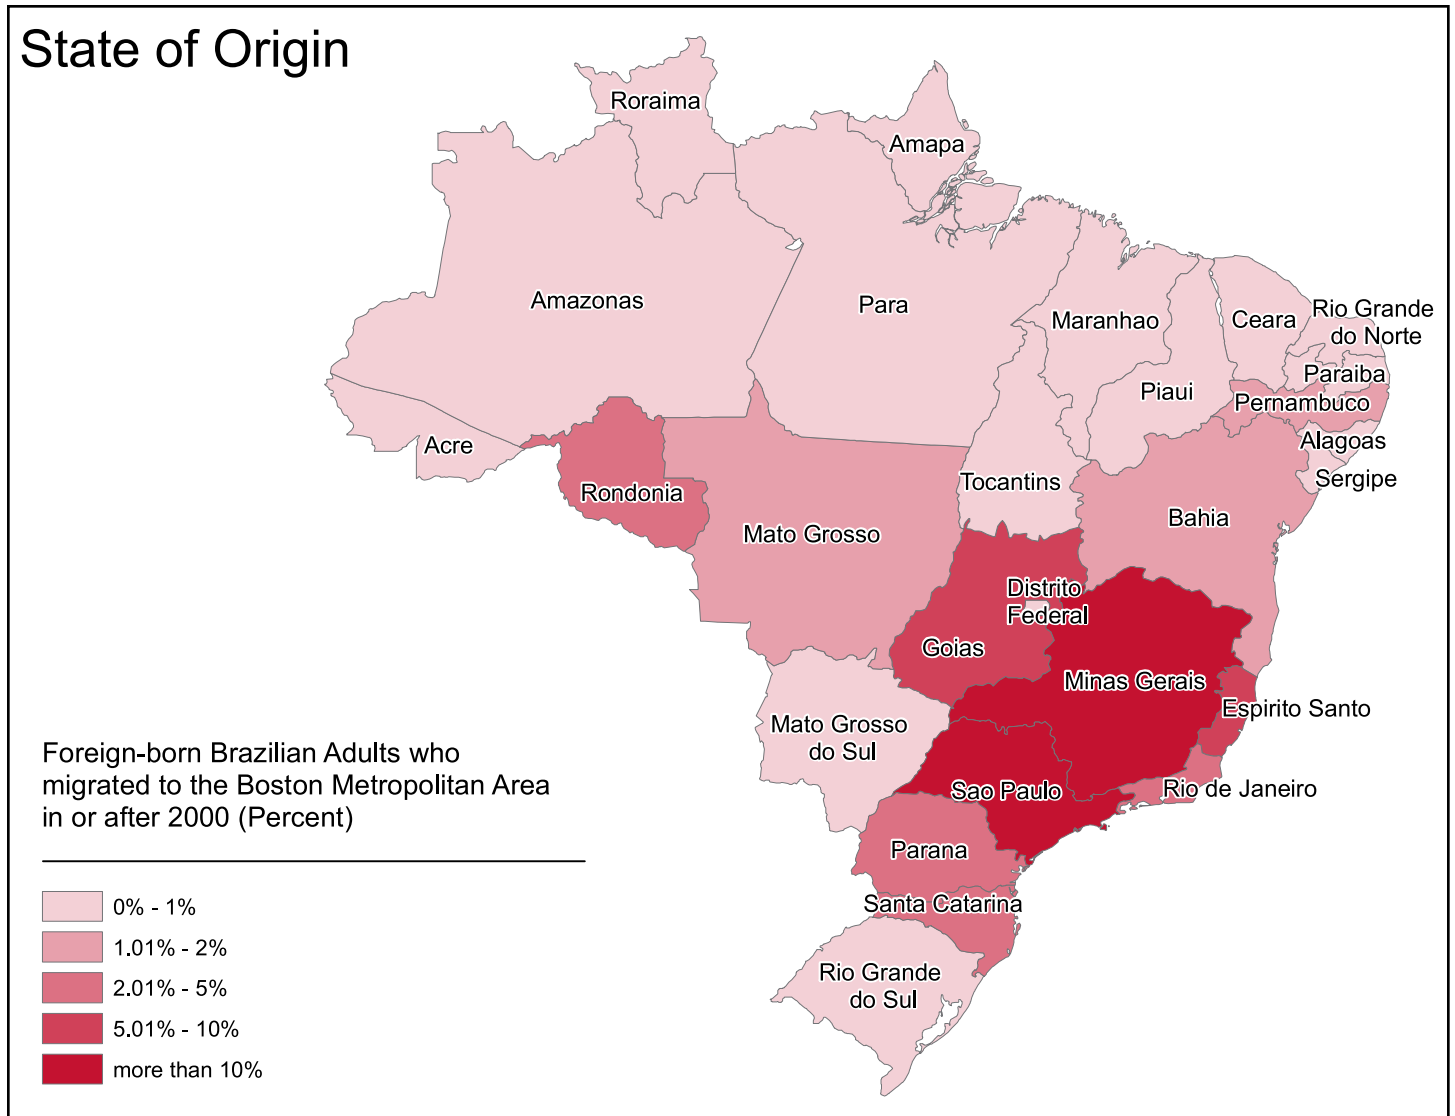 State of Origin
Roraima
Amapa
Amazonas
Para
Maranhao
Ceara
Rio Grande
do Norte
Paraiba
Piaui
Pernambuco
Acre
Alagoas
Rondonia
Tocantins
Sergipe
Mato Grosso
Bahia
Distrito
Federal
Goias
Minas Gerais
Espirito Santo
Mato Grosso
do Sul
Sao Paulo
Rio de Janeiro
Parana
Santa Catarina
Rio Grande
do Sul
Foreign-born Brazilian Adults who
migrated to the Boston Metropolitan Area
in or after 2000 (Percent)
0% - 1%
1.01% - 2%
2.01% - 5%
5.01% - 10%
more than 10%